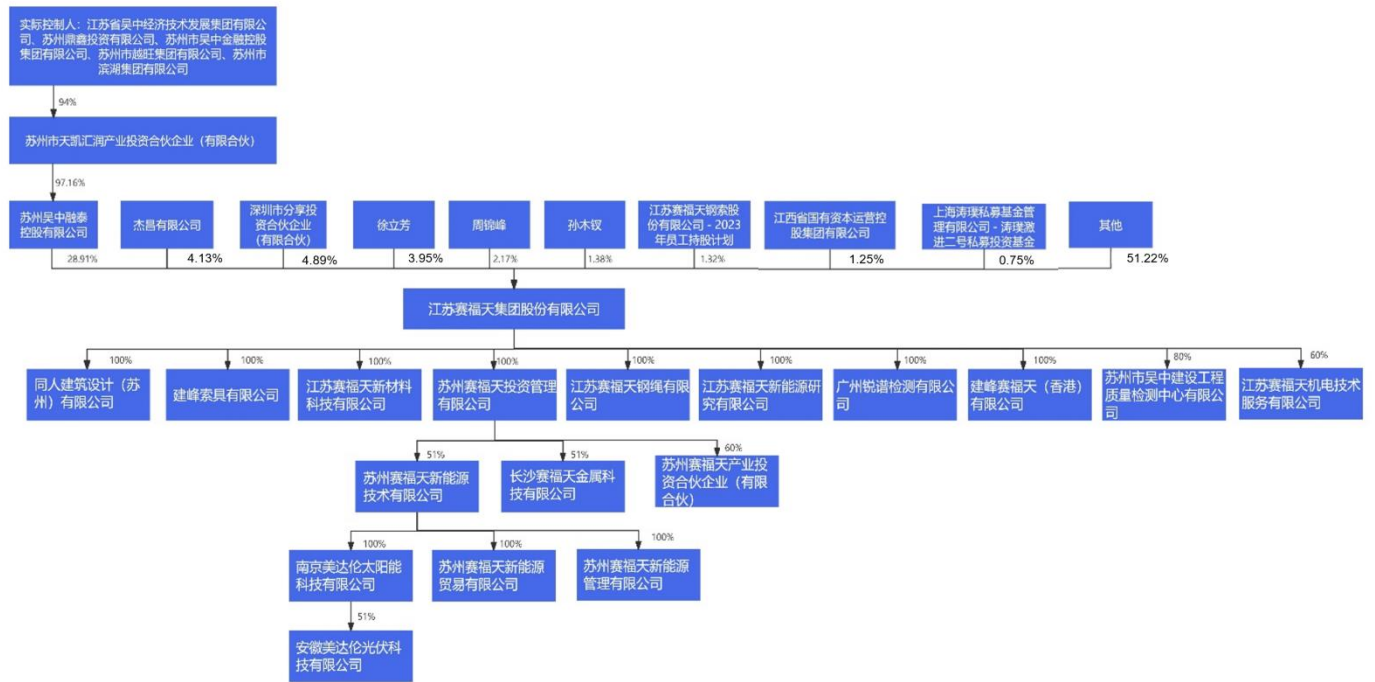 实际控制人：江苏省吴中经济技术发展集团有限公
司、苏州鼎鑫投资有限公司、苏州市吴中金融控股
集团有限公司、苏州市越旺集团有限公司、苏州市
滨湖集团有限公司
94%
苏州市天凯汇润产业投资合伙企业（有限合伙）
97.16%
苏州吴中融泰
控股有限公司
杰昌有限公司
深圳市分享投
资合伙企业
（有限合伙）
徐立芳
周锦峰
孙木钗
江苏赛福天钢索股
份有限公司 - 2023
年员工持股计划
江西省国有资本运营控
股集团有限公司
上海涛璞私募基金管
理有限公司 - 涛璞激
进二号私募投资基金
其他
28.91%
4.13%
4.89%
3.95%
2.17%
1.38%
1.32%
1.25%
0.75%
51.22%
江苏赛福天集团股份有限公司
100%
100%
100%
100%
100%
100%
100%
100%
80%
60%
同人建筑设计（苏
州）有限公司
建峰索具有限公司
江苏赛福天新材料
科技有限公司
苏州赛福天投资管理
有限公司
江苏赛福天钢绳有限
公司
江苏赛福天新能源研
究有限公司
广州锐谱检测有限公
司
建峰赛福天（香港）
有限公司
苏州市吴中建设工程
质量检测中心有限公
司
江苏赛福天机电技术
服务有限公司
51%
51%
60%
苏州赛福天新能源
技术有限公司
长沙赛福天金属科
技有限公司
苏州赛福天产业投
资合伙企业（有限
合伙）
100%
100%
100%
南京美达伦太阳能
科技有限公司
苏州赛福天新能源
贸易有限公司
苏州赛福天新能源
管理有限公司
51%
安徽美达伦光伏科
技有限公司